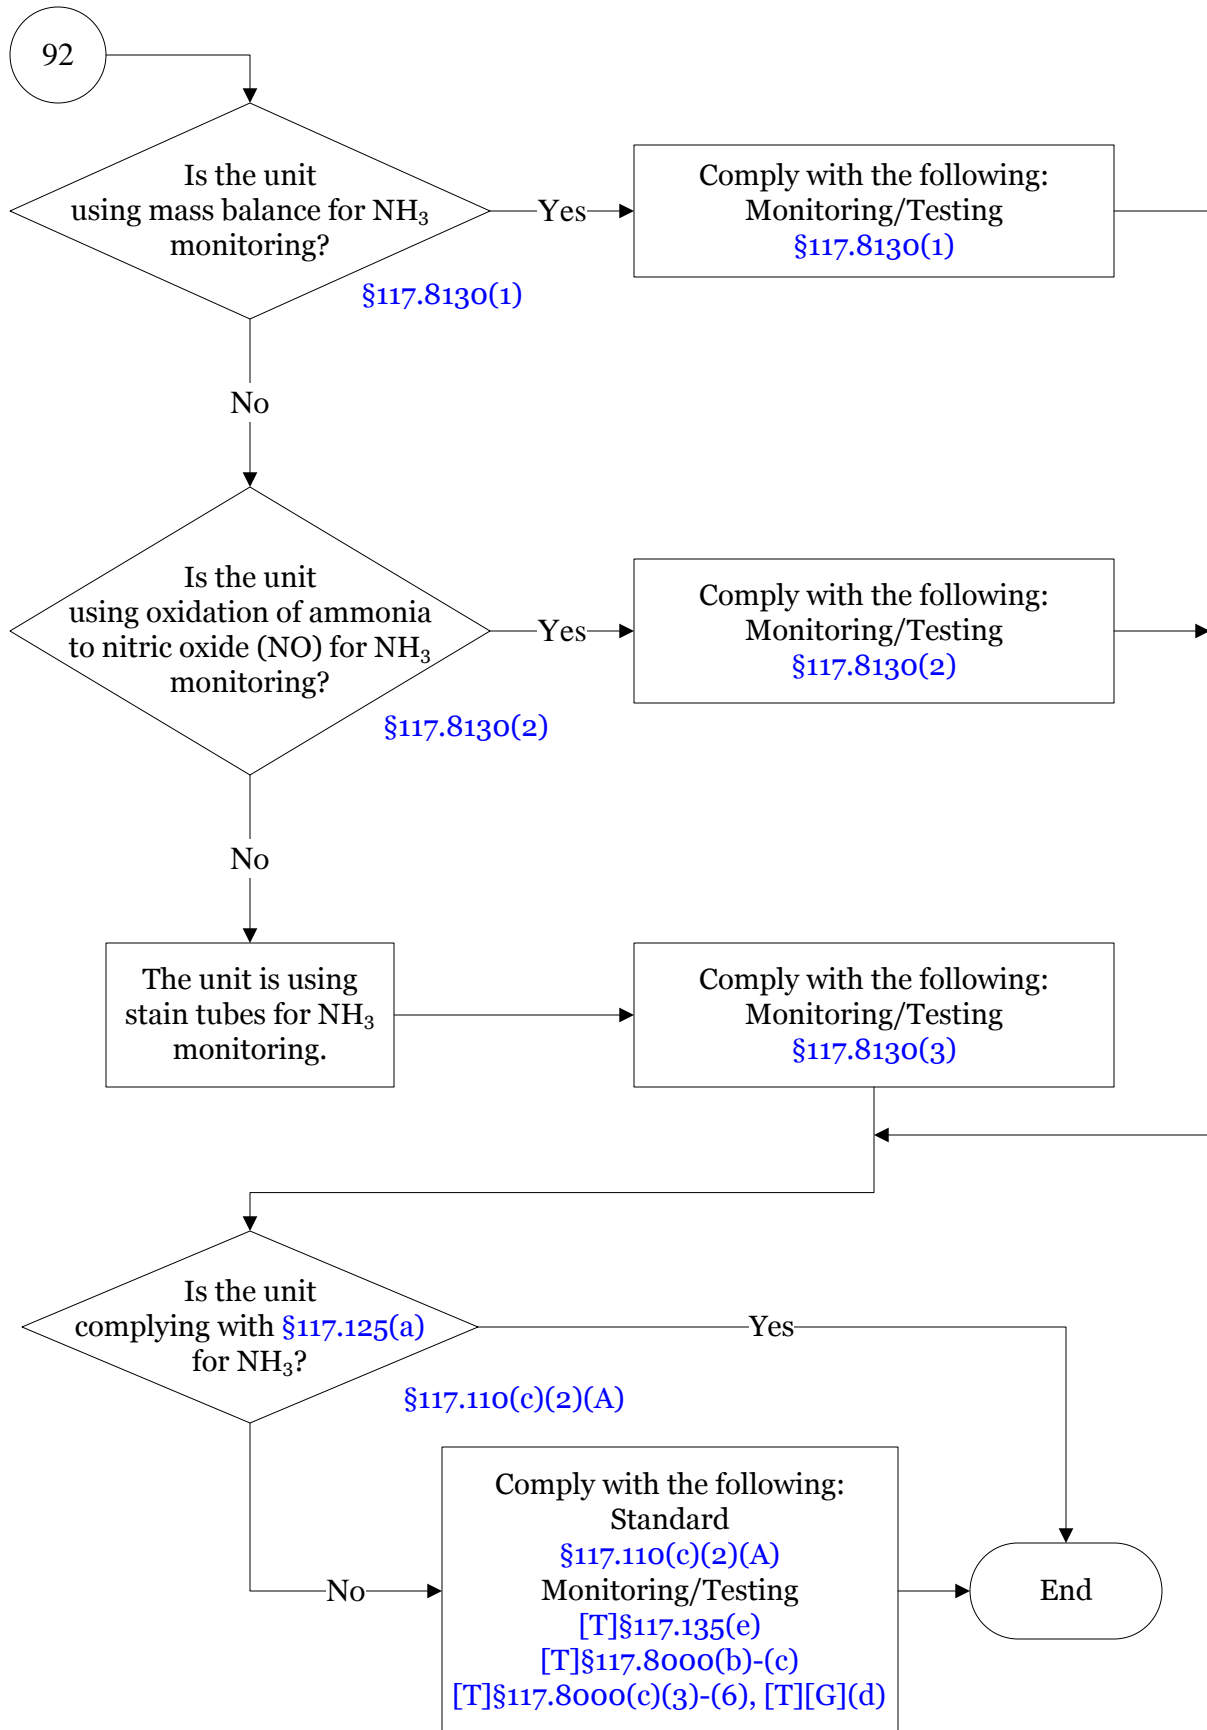 92
Is the unit
using mass balance for NH₃
monitoring?
§117.8130(1)
Yes
Comply with the following:
Monitoring/Testing
§117.8130(1)
No
Is the unit
using oxidation of ammonia
to nitric oxide (NO) for NH₃
monitoring?
§117.8130(2)
Yes
Comply with the following:
Monitoring/Testing
§117.8130(2)
No
The unit is using
stain tubes for NH₃
monitoring.
Comply with the following:
Monitoring/Testing
§117.8130(3)
Is the unit
complying with §117.125(a)
for NH₃?
§117.110(c)(2)(A)
Yes
No
Comply with the following:
Standard
§117.110(c)(2)(A)
Monitoring/Testing
[T]§117.135(e)
[T]§117.8000(b)-(c)
[T]§117.8000(c)(3)-(6), [T][G](d)
End